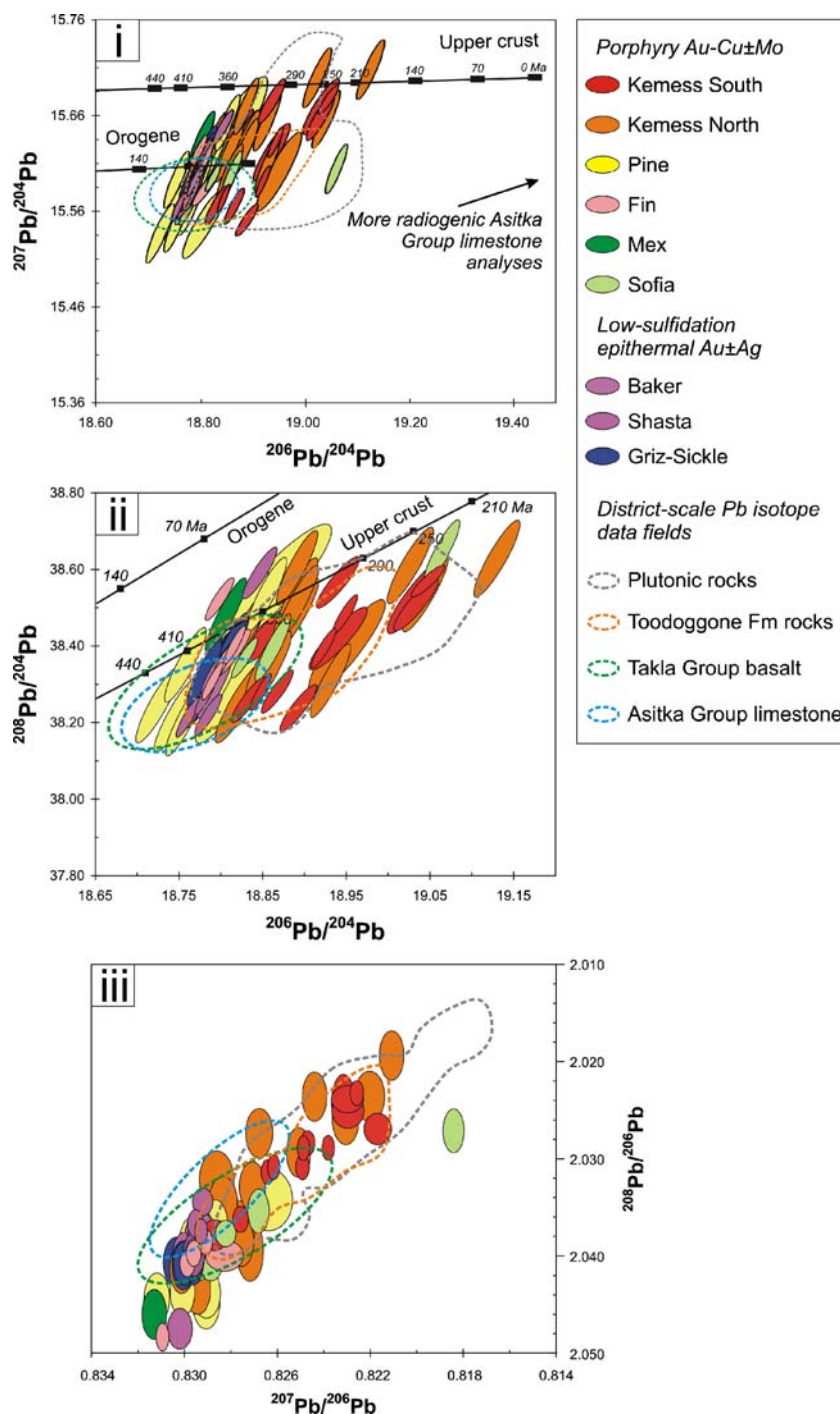 i
15.76
15.66
15.56
15.46
15.36
207Pb/204Pb
Upper crust
440
410
360
290
250
210
140
70
0 Ma
Orogene
140
More radiogenic Asitka
Group limestone
analyses
18.60
18.80
19.00
19.20
19.40
206Pb/204Pb
ii
38.80
38.60
38.40
38.20
38.00
37.80
208Pb/204Pb
70 Ma
Orogene
140
Upper crust
210 Ma
250
290
410
440
18.65
18.75
18.85
18.95
19.05
19.15
206Pb/204Pb
iii
2.010
2.020
2.030
2.040
2.050
208Pb/206Pb
0.834
0.830
0.826
0.822
0.818
0.814
207Pb/206Pb
Porphyry Au-Cu±Mo
Kemess South
Kemess North
Pine
Fin
Mex
Sofia
Low-sulfidation
epithermal Au±Ag
Baker
Shasta
Griz-Sickle
District-scale Pb isotope
data fields
Plutonic rocks
Toodoggone Fm rocks
Takla Group basalt
Asitka Group limestone